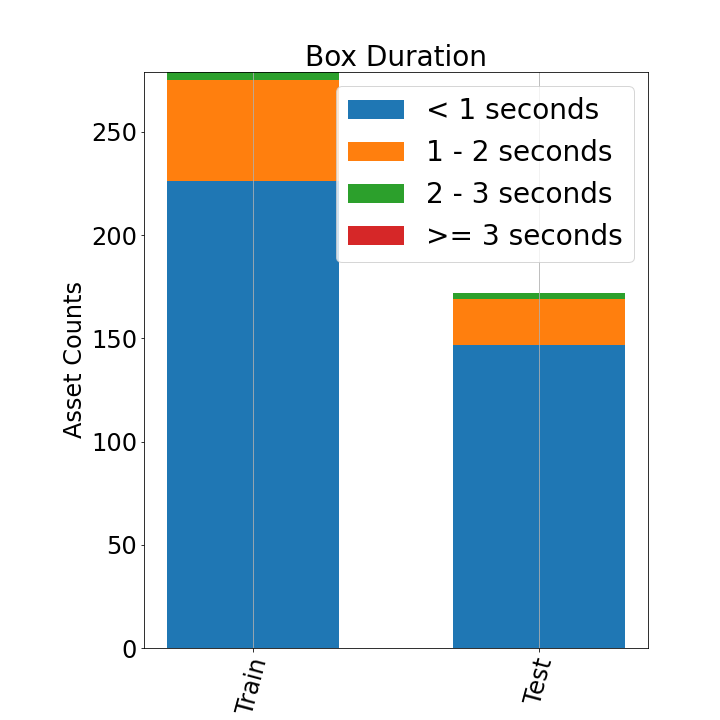 Box Duration
< 1 seconds
1 - 2 seconds
2 - 3 seconds
>= 3 seconds
Asset Counts
250
200
150
100
50
0
Train
Test